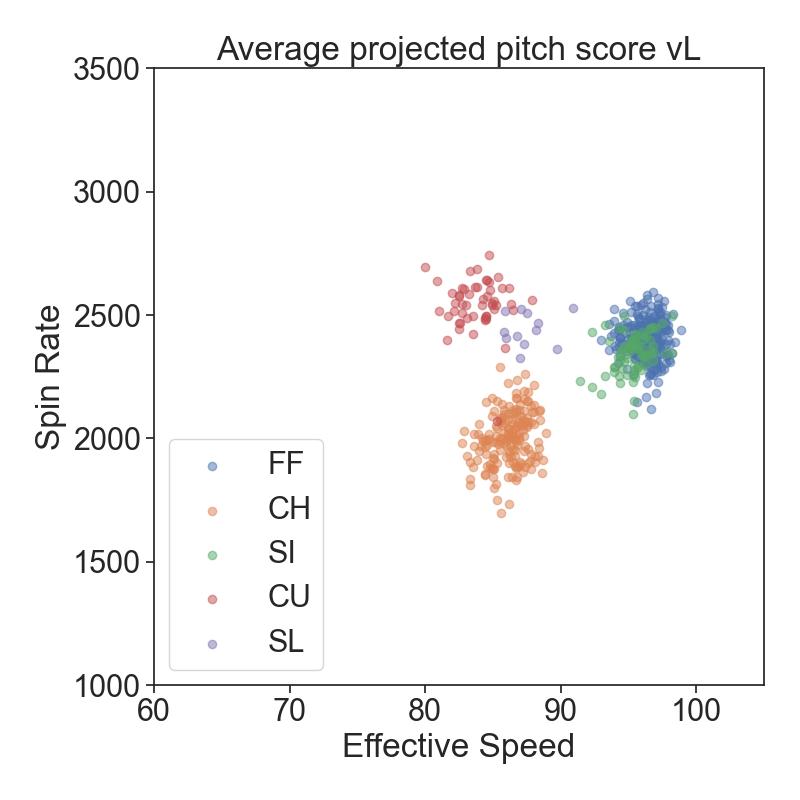 Average projected pitch score vL
3500
3000
2500
2000
1500
1000
Spin Rate
FF
CH
SI
CU
SL
60 70 80 90 100
Effective Speed